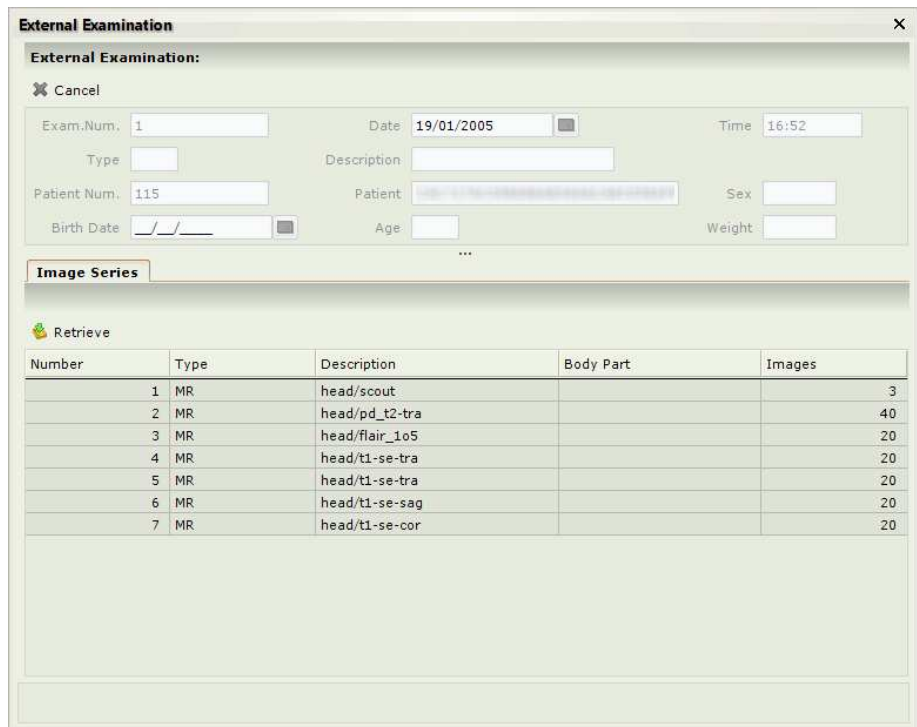 External Examination ×
External Examination:
Cancel
Exam.Num. 1 Date 19/01/2005 Time 16:52
Type Description
Patient Num. 115 Patient Sex
Birth Date __/__/____ Age Weight
...
Image Series
Retrieve
Number Type Description Body Part Images
1 MR head/scout 3
2 MR head/pd_t2-tra 40
3 MR head/flair_1o5 20
4 MR head/t1-se-tra 20
5 MR head/t1-se-tra 20
6 MR head/t1-se-sag 20
7 MR head/t1-se-cor 20